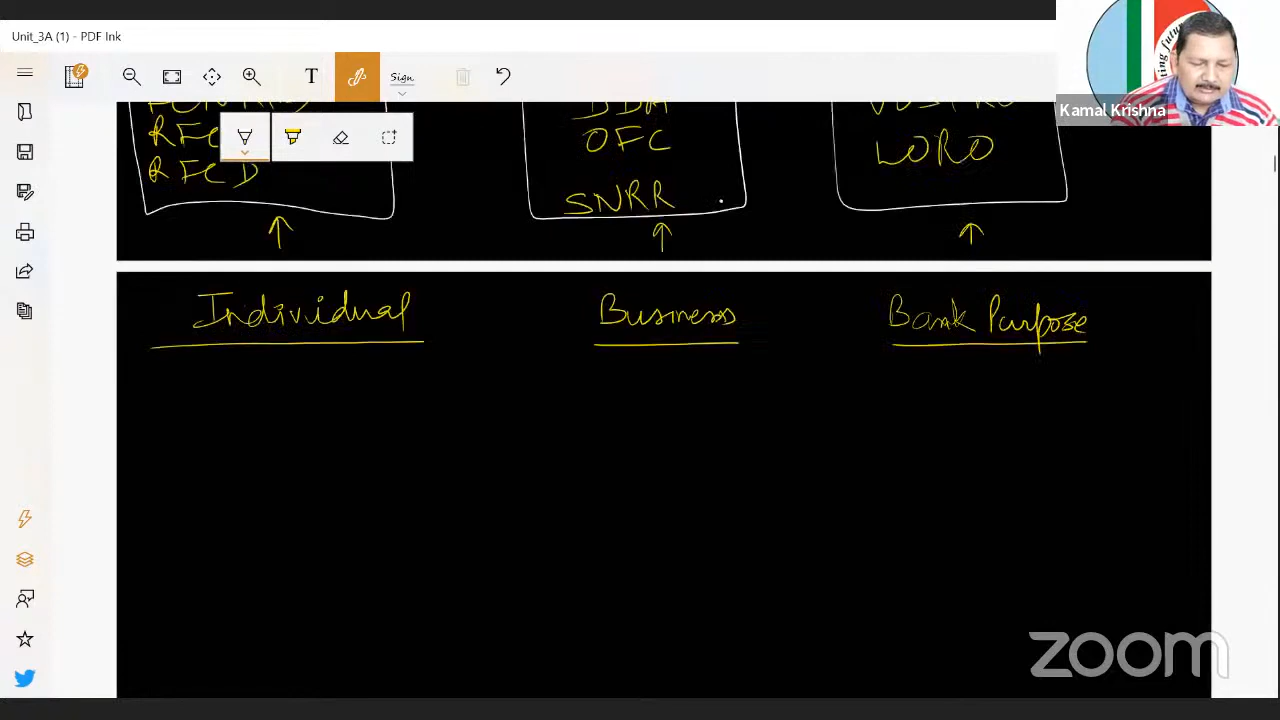 Unit_3A (1) - PDF Ink
T
Sign
Kamal Krishna
RFC
RFCD
OFC
SNRR
LORO
Individual
Business
Bank Purpose
zoom